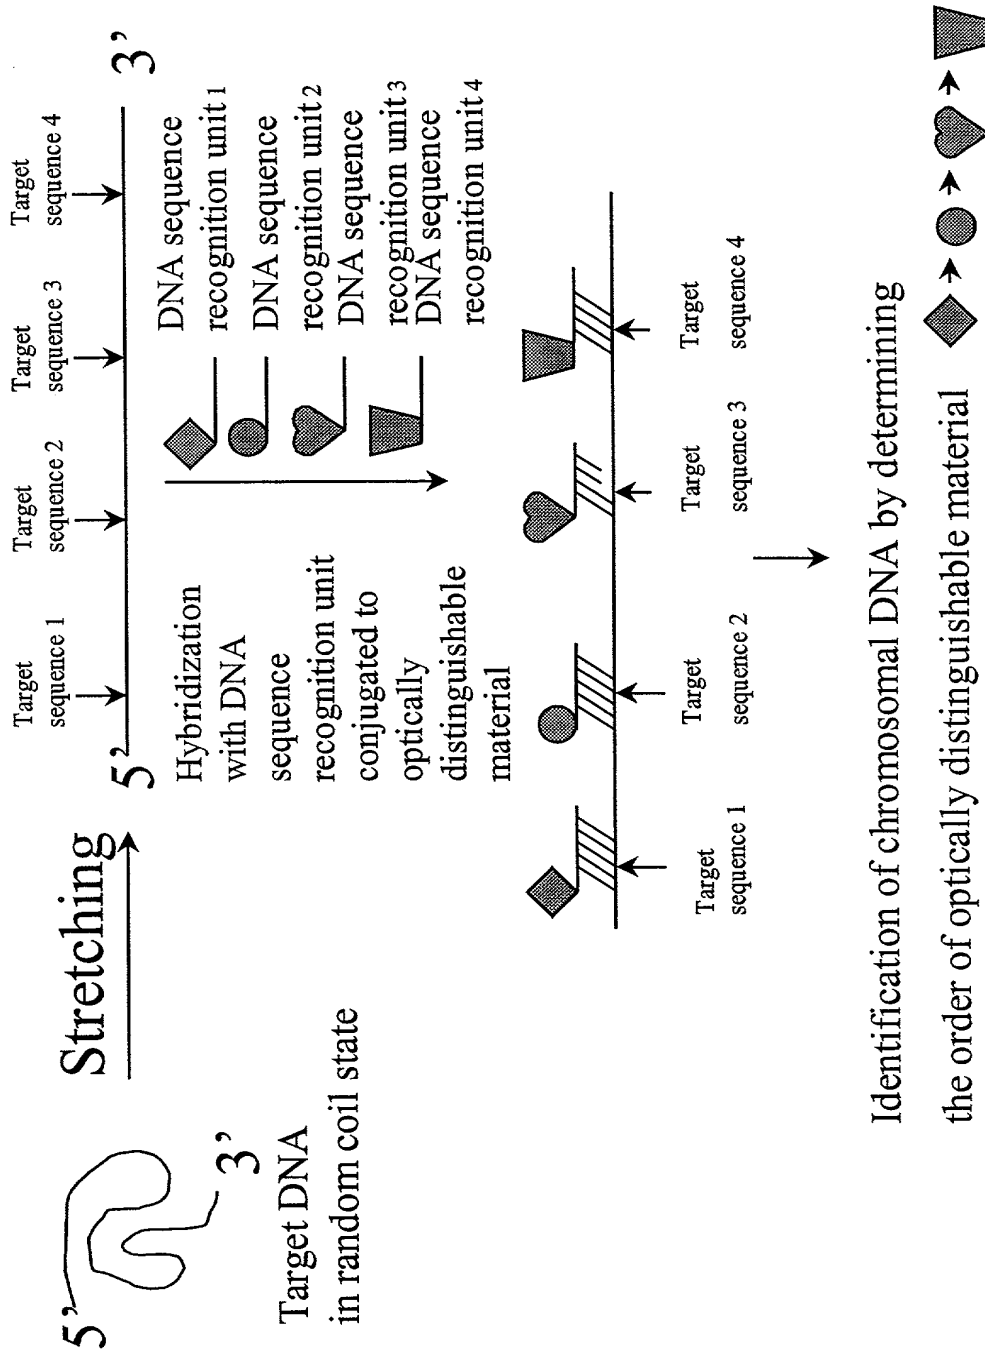 5’
3’
Target DNA
in random coil state
Stretching
Target
sequence 1
Target
sequence 2
Target
sequence 3
Target
sequence 4
5’
3’
Hybridization
with DNA
sequence
recognition unit
conjugated to
optically
distinguishable
material
DNA sequence
recognition unit 1
DNA sequence
recognition unit 2
DNA sequence
recognition unit 3
DNA sequence
recognition unit 4
Target
sequence 1
Target
sequence 2
Target
sequence 3
Target
sequence 4
Identification of chromosomal DNA by determining
the order of optically distinguishable material